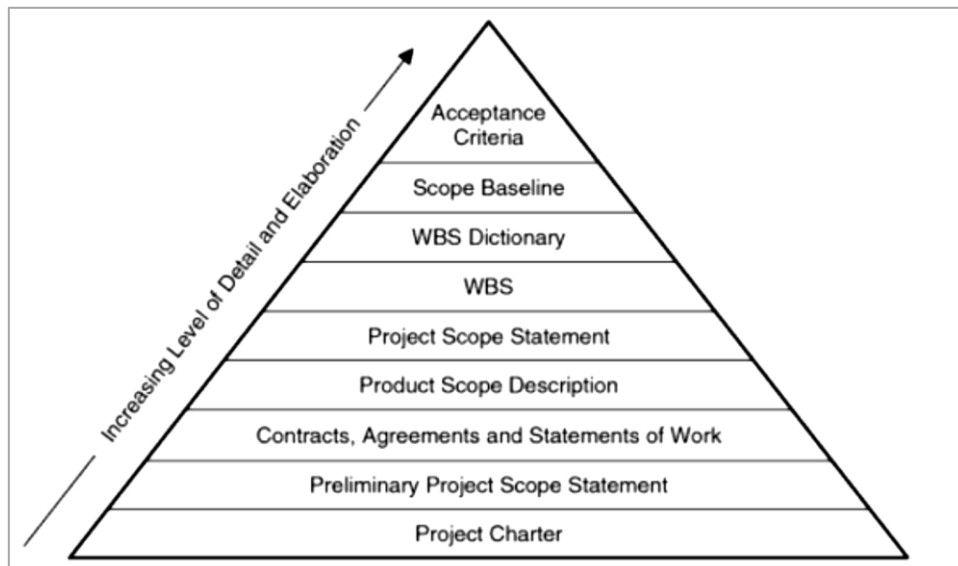 Increasing Level of Detail and Elaboration
Acceptance
Criteria
Scope Baseline
WBS Dictionary
WBS
Project Scope Statement
Product Scope Description
Contracts, Agreements and Statements of Work
Preliminary Project Scope Statement
Project Charter